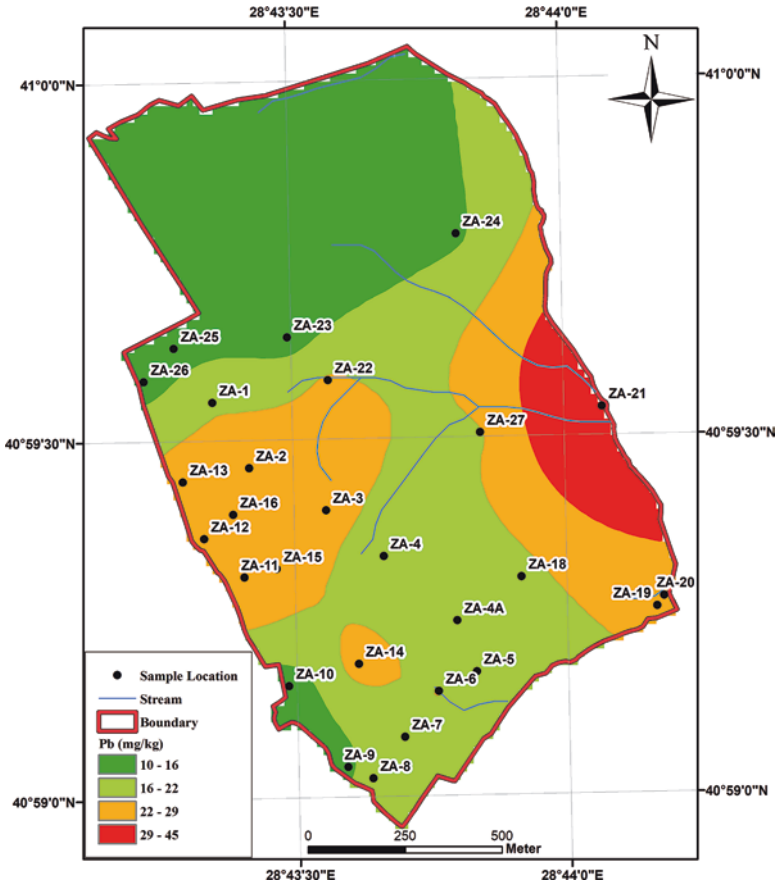 28°43'30"E 28°44'0"E
N
41°0'0"N 41°0'0"N
ZA-24
ZA-23
ZA-25
ZA-22
ZA-26
ZA-1
ZA-21
ZA-27
40°59'30"N 40°59'30"N
ZA-2
ZA-13
ZA-16
ZA-3
ZA-12
ZA-4
ZA-15
ZA-11
ZA-18
ZA-20
ZA-19
ZA-4A
ZA-14
ZA-5
ZA-10
ZA-6
ZA-7
ZA-9
ZA-8
Sample Location
Stream
Boundary
Pb (mg/kg)
10 - 16
16 - 22
22 - 29
29 - 45
40°59'0"N 40°59'0"N
0 250 500
Meter
28°43'30"E 28°44'0"E